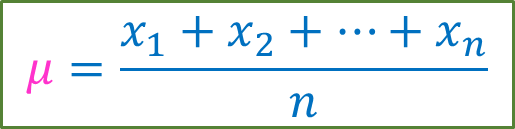 μ = (x₁ + x₂ + ⋯ + xₙ) / n